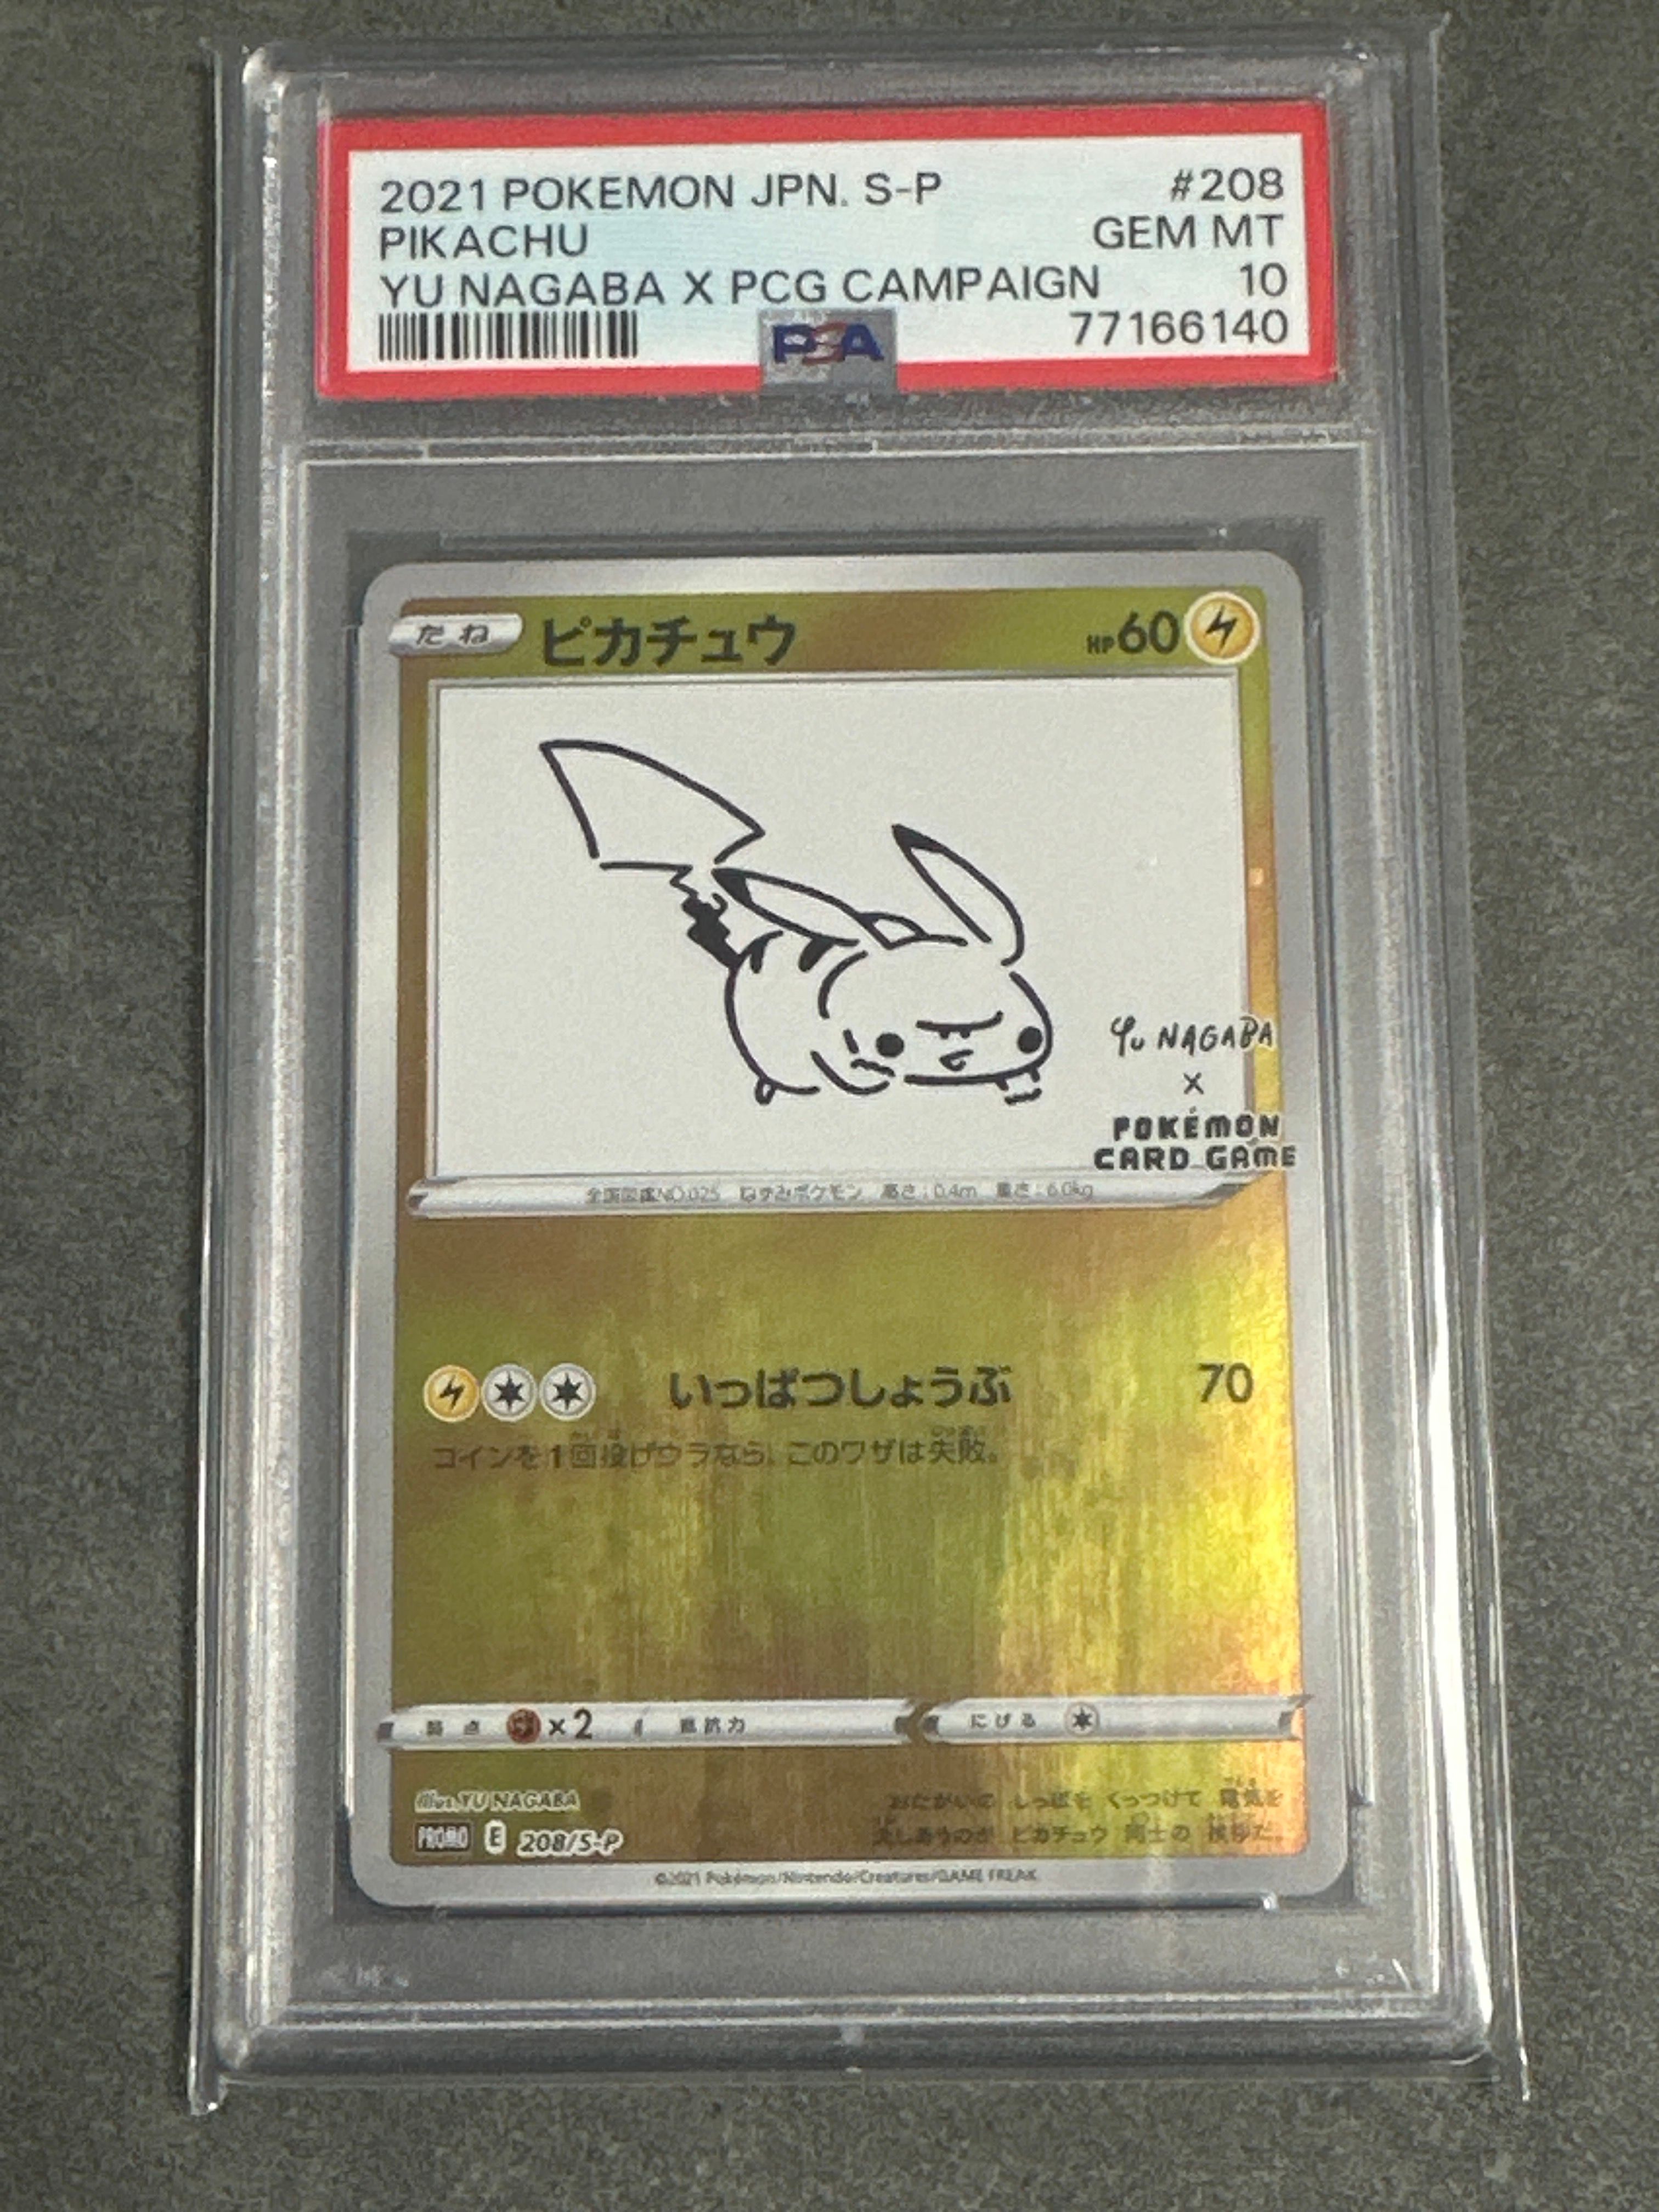 2021 POKEMON JPN. S-P #208
PIKACHU GEM MT
YU NAGABA X PCG CAMPAIGN 10
PSA 77166140
たね ピカチュウ HP60
YU NAGABA
X
POKÉMON
CARD GAME
全国図鑑NO.025 ねずみポケモン 高さ:0.4m 重さ:6.0kg
いっぱつしょうぶ 70
コインを1回投げウラなら、このワザは失敗。
弱点 ×2 抵抗力 にげる
illus. YU NAGABA
おたがいの しっぽを くっつけて 電気を
PROMO E 208/S-P
流しあうのが ピカチュウ 同士の 挨拶だ。
©2021 Pokémon/Nintendo/Creatures/GAME FREAK